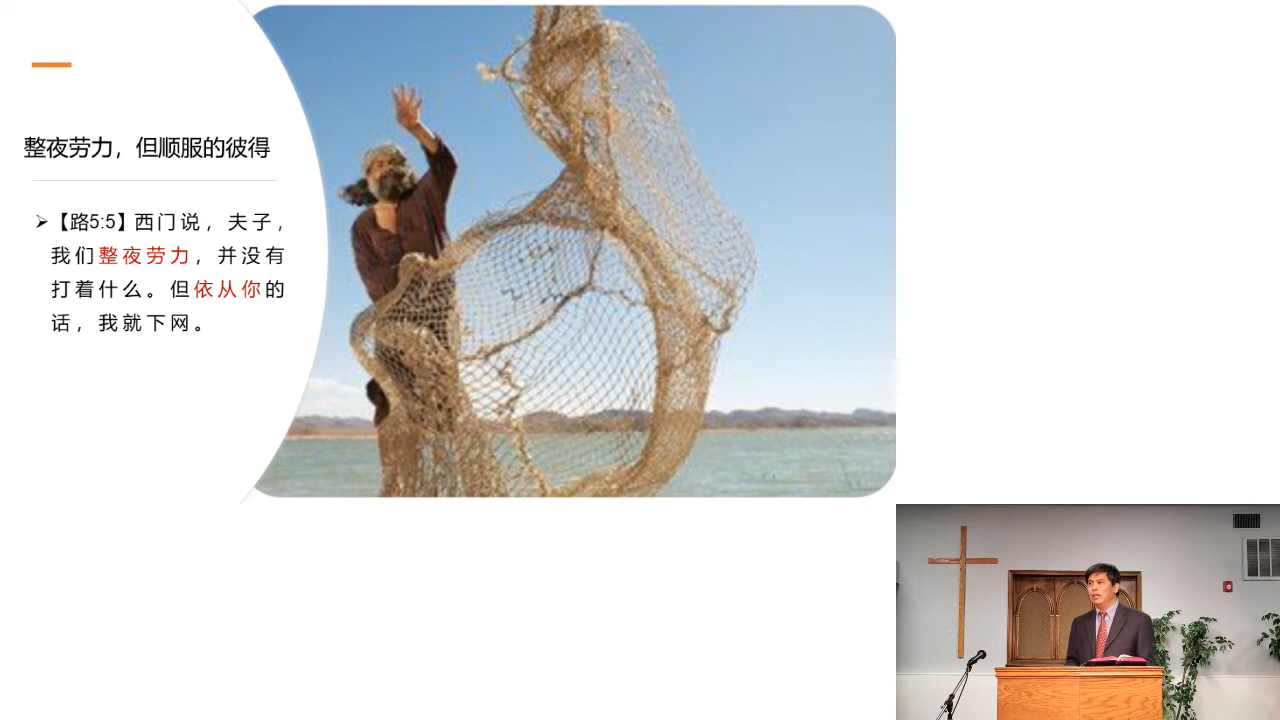 整夜劳力，但顺服的彼得
➢【路5:5】西门说，夫子，
我们整夜劳力，并没有
打着什么。但依从你的
话，我就下网。